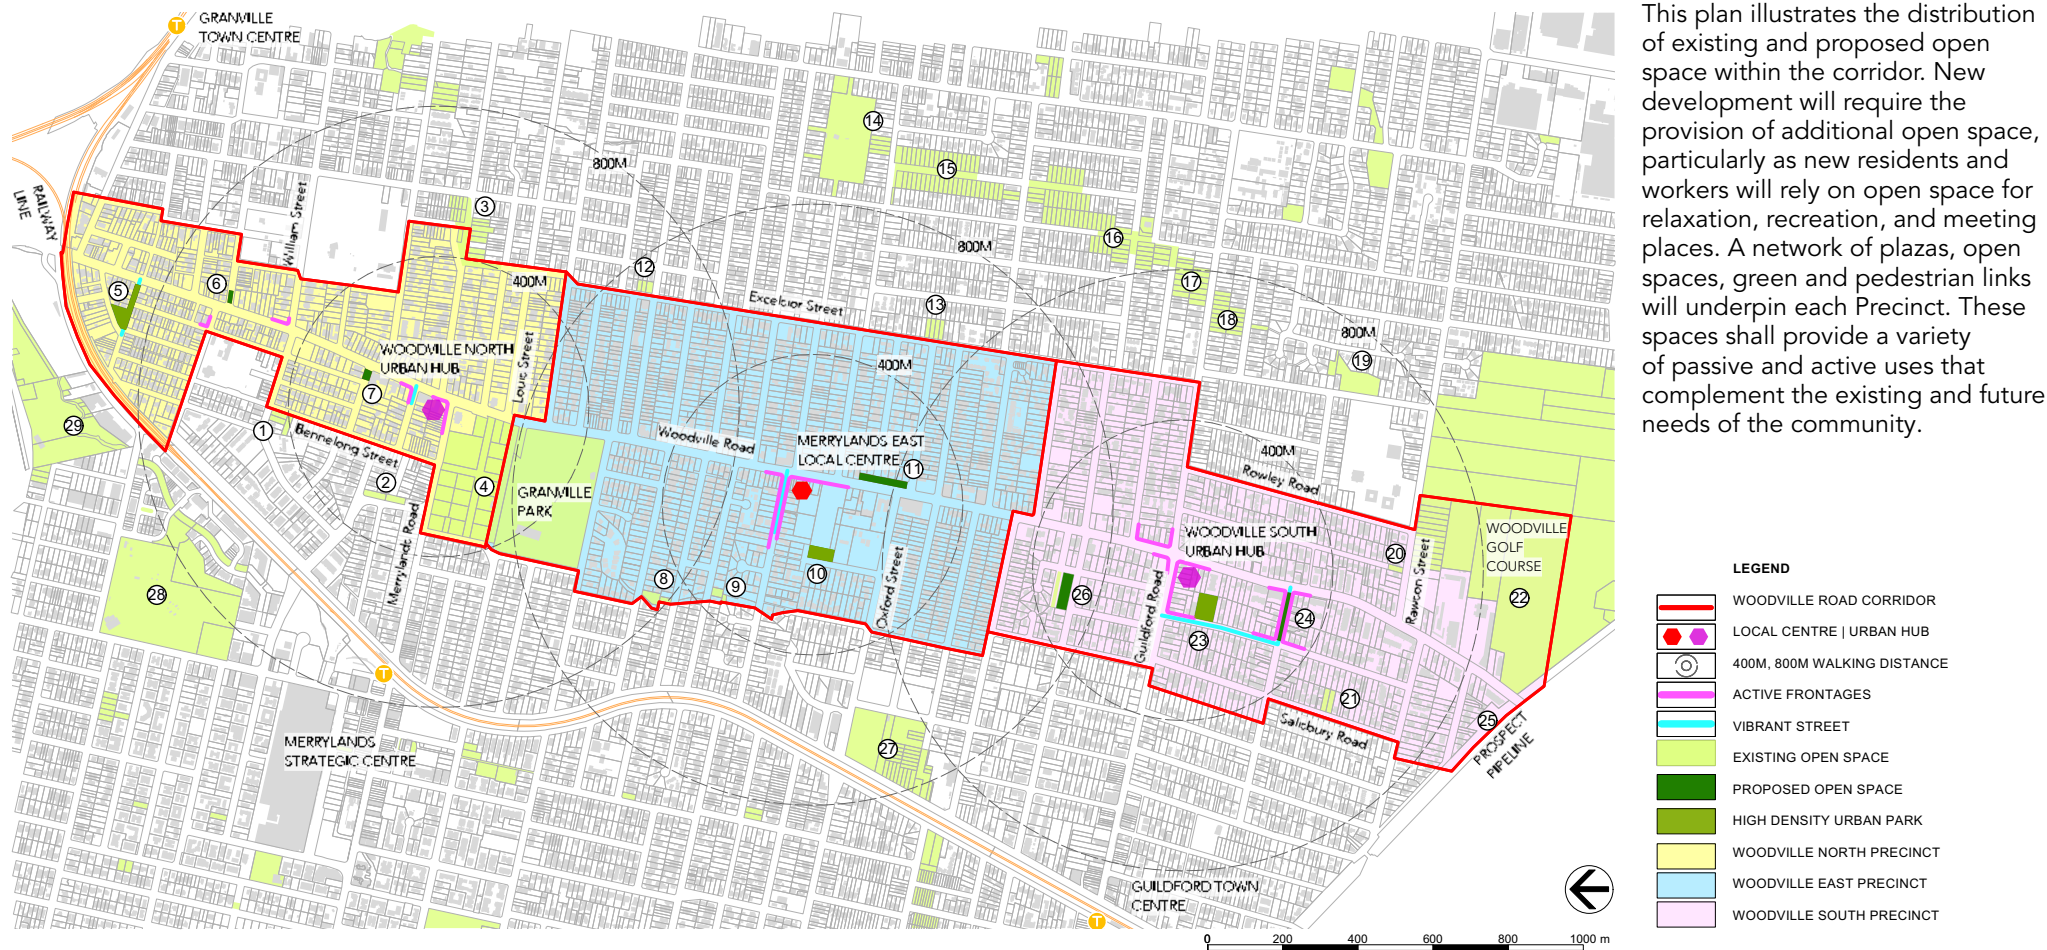 This plan illustrates the distribution
of existing and proposed open
space within the corridor. New
development will require the
provision of additional open space,
particularly as new residents and
workers will rely on open space for
relaxation, recreation, and meeting
places. A network of plazas, open
spaces, green and pedestrian links
will underpin each Precinct. These
spaces shall provide a variety
of passive and active uses that
complement the existing and future
needs of the community.
T
GRANVILLE
TOWN CENTRE
RAILWAY
LINE
William Street
800M
14
15
3
16
800M
12
17
400M
5
6
Excelsior Street
13
18
800M
19
WOODVILLE NORTH
URBAN HUB
Louis Street
400M
7
29
1
Bennelong Street
Woodville Road
MERRYLANDS EAST
LOCAL CENTRE
11
400M
Rowley Road
2
4
GRANVILLE
PARK
Merrylands Road
WOODVILLE SOUTH
URBAN HUB
WOODVILLE
GOLF
COURSE
20
Rawson Street
8
9
10
Oxford Street
26
Guildford Road
24
22
28
23
T
21
25
Salisbury Road
PROSPECT
PIPELINE
27
MERRYLANDS
STRATEGIC CENTRE
GUILDFORD TOWN
CENTRE
T
0 200 400 600 800 1000 m
LEGEND
WOODVILLE ROAD CORRIDOR
LOCAL CENTRE | URBAN HUB
400M, 800M WALKING DISTANCE
ACTIVE FRONTAGES
VIBRANT STREET
EXISTING OPEN SPACE
PROPOSED OPEN SPACE
HIGH DENSITY URBAN PARK
WOODVILLE NORTH PRECINCT
WOODVILLE EAST PRECINCT
WOODVILLE SOUTH PRECINCT